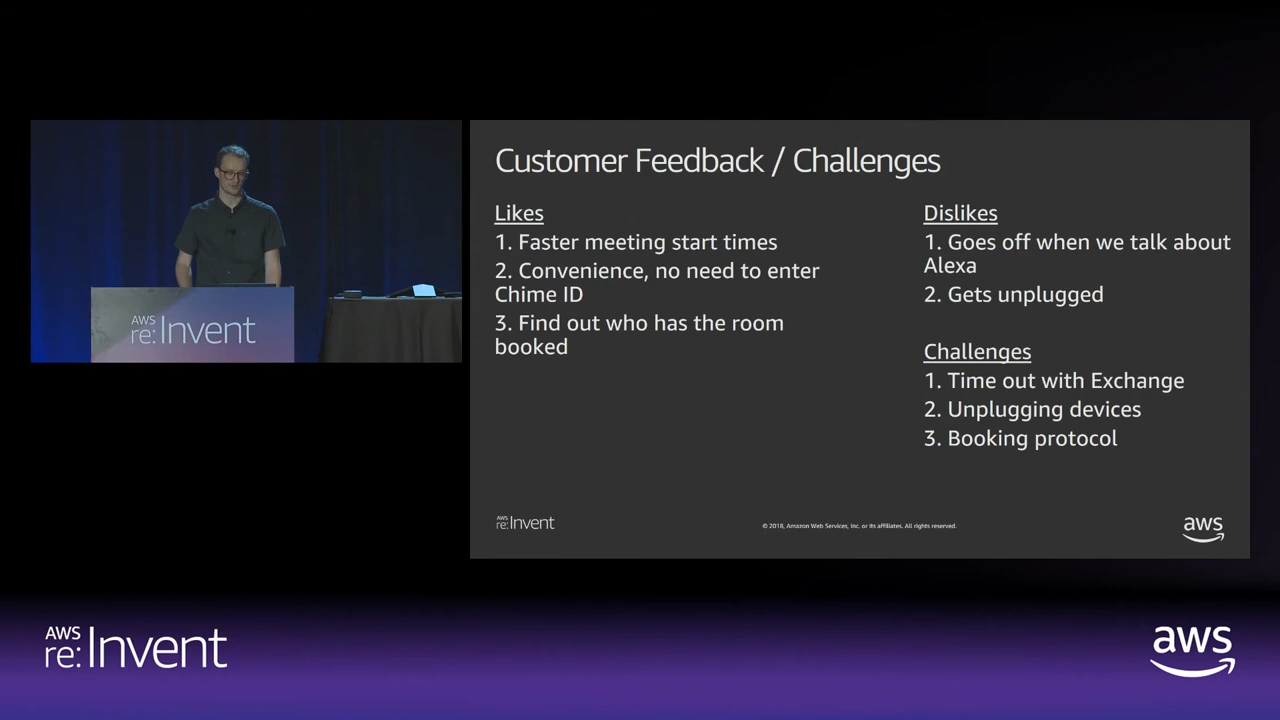 AWS
re:Invent
Customer Feedback / Challenges
Likes
1. Faster meeting start times
2. Convenience, no need to enter
Chime ID
3. Find out who has the room
booked
Dislikes
1. Goes off when we talk about
Alexa
2. Gets unplugged
Challenges
1. Time out with Exchange
2. Unplugging devices
3. Booking protocol
AWS
re:Invent
© 2018, Amazon Web Services, Inc. or its affiliates. All rights reserved.
aws
AWS
re:Invent
aws